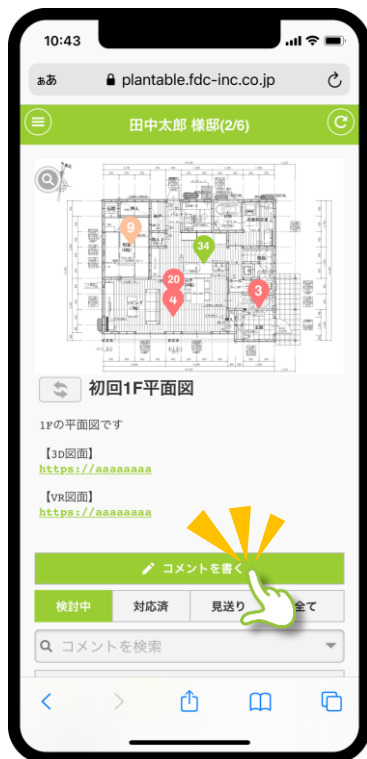 10:43
ぁあ plantable.fdc-inc.co.jp
田中太郎 様邸(2/6)
9
34
20
4
3
初回1F平面図
1Fの平面図です
【3D図面】
https://aaaaaaaa
【VR図面】
https://aaaaaaaa
コメントを書く
検討中 対応済 見送り 全て
コメントを検索